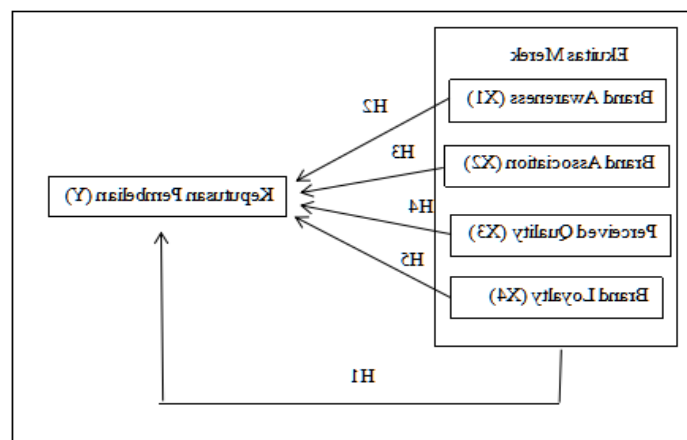 Ekuitas Merek
Brand Awareness (X1)
H2
Brand Association (X2)
H3
Keputusan Pembelian (Y)
H4
Perceived Quality (X3)
H5
Brand Loyalty (X4)
H1